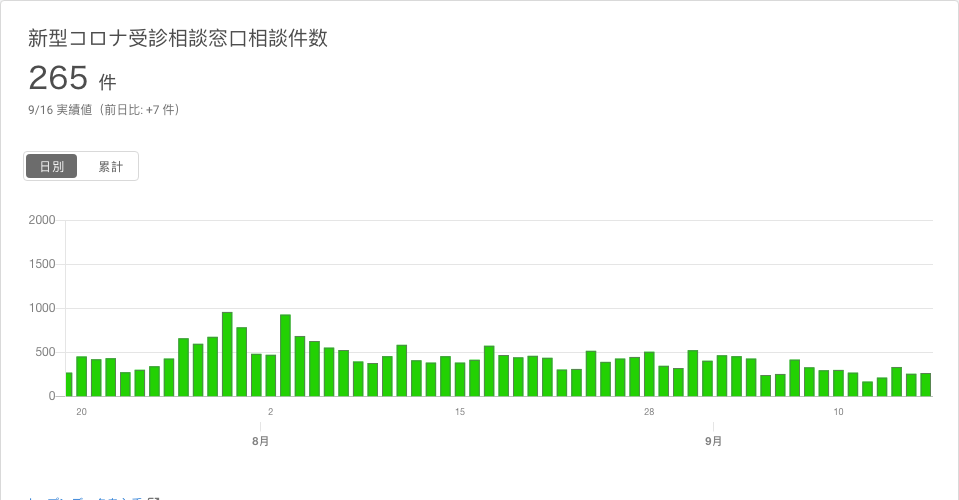 新型コロナ受診相談窓口相談件数
265 件
9/16 実績値（前日比: +7 件）
日別 累計
2000
1500
1000
500
0
20 2 15 28 10
8月 9月